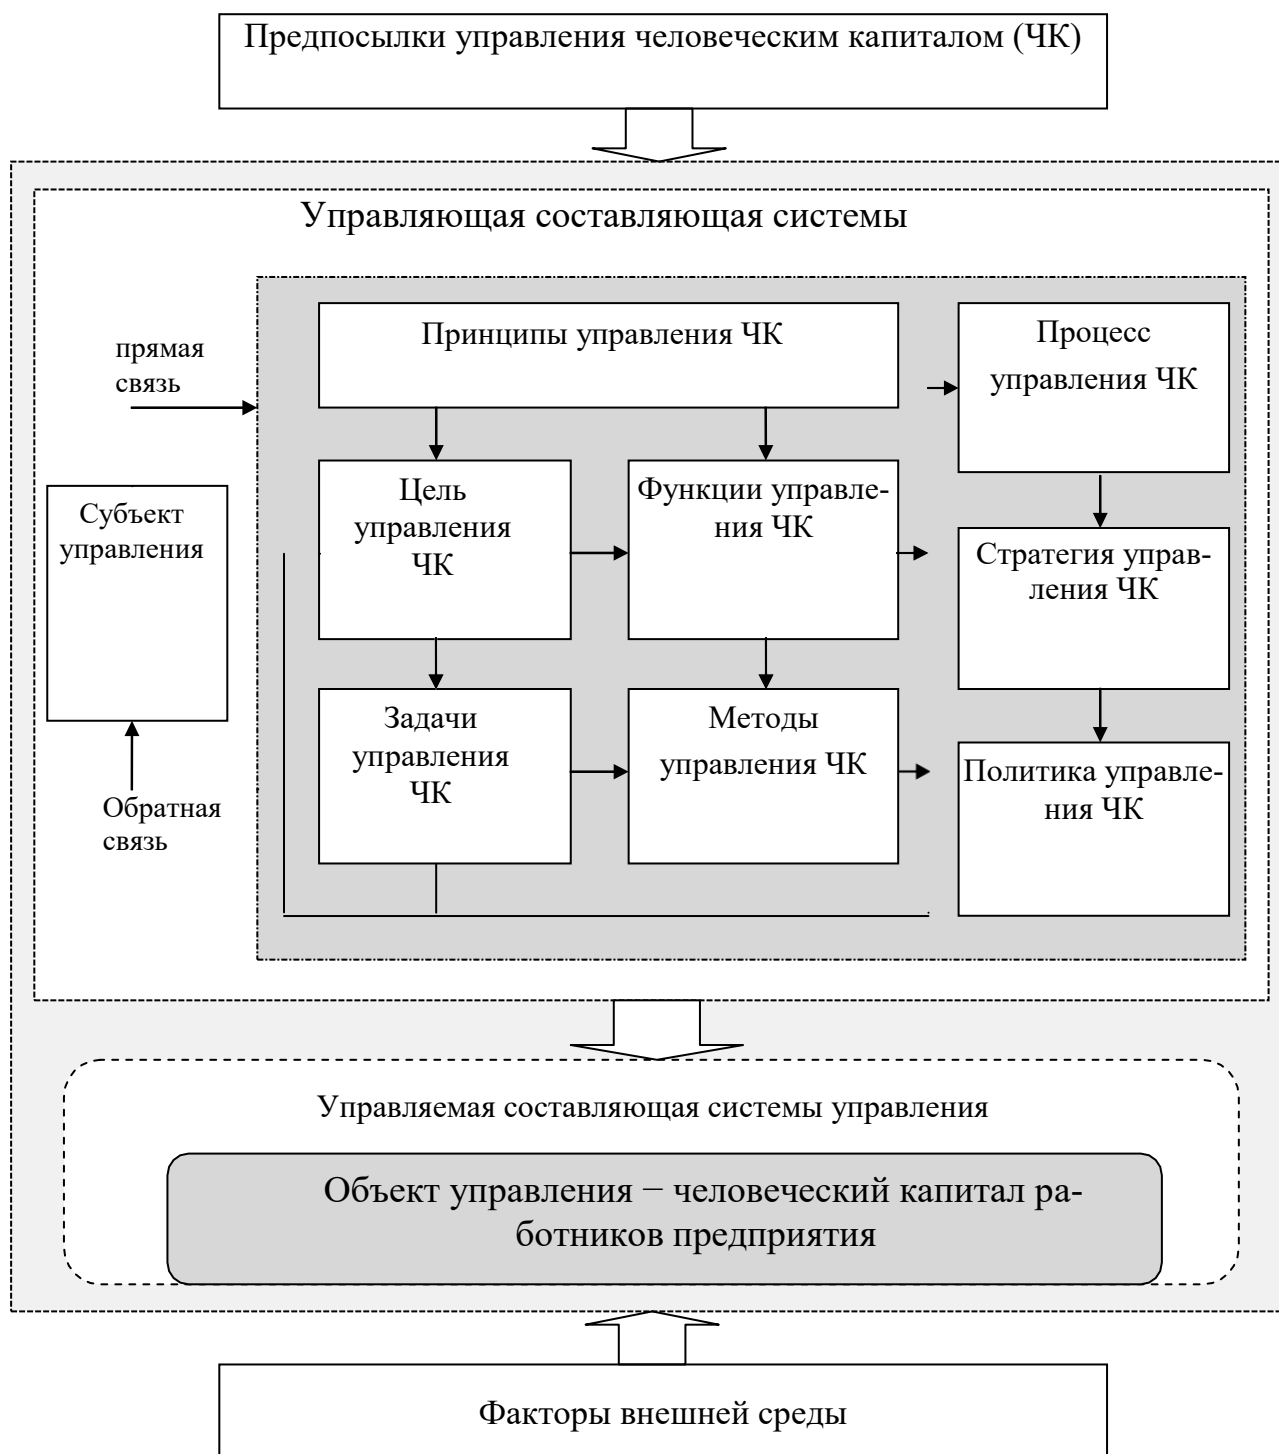 Предпосылки управления человеческим капиталом (ЧК)
Управляющая составляющая системы
прямая
связь
Принципы управления ЧК
Процесс
управления ЧК
Субъект
управления
Цель
управления
ЧК
Функции управле-
ния ЧК
Стратегия управ-
ления ЧК
Задачи
управления
ЧК
Методы
управления ЧК
Политика управле-
ния ЧК
Обратная
связь
Управляемая составляющая системы управления
Объект управления − человеческий капитал ра-
ботников предприятия
Факторы внешней среды